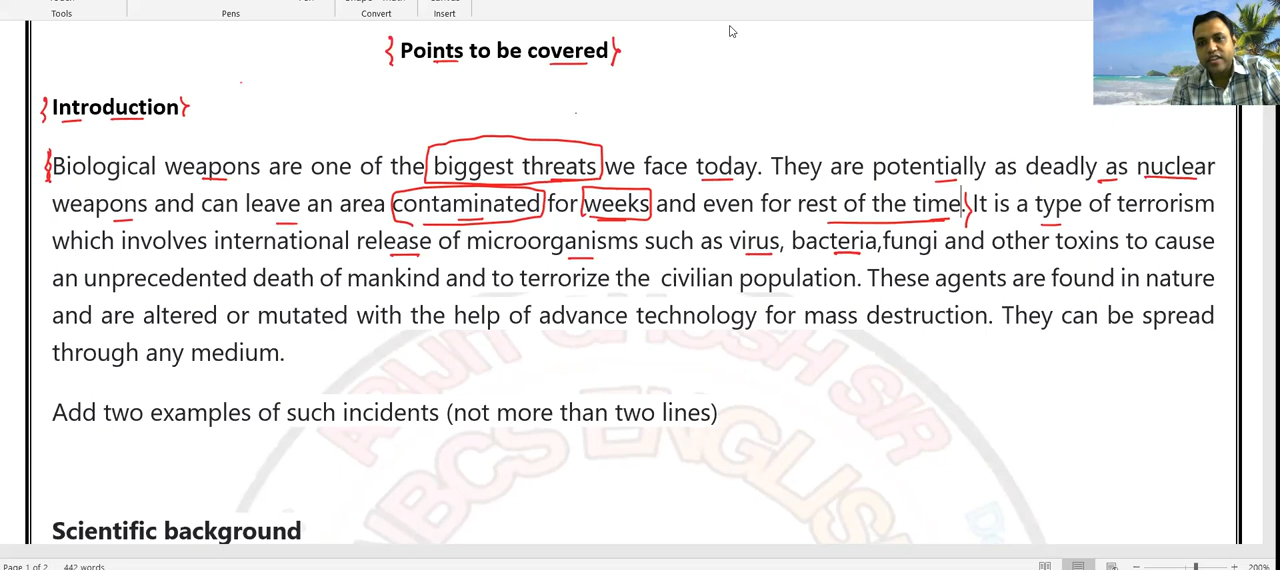 Tools
Pens
Convert
Insert
Points to be covered
Introduction
Biological weapons are one of the biggest threats we face today. They are potentially as deadly as nuclear
weapons and can leave an area contaminated for weeks and even for rest of the time. It is a type of terrorism
which involves international release of microorganisms such as virus, bacteria,fungi and other toxins to cause
an unprecedented death of mankind and to terrorize the civilian population. These agents are found in nature
and are altered or mutated with the help of advance technology for mass destruction. They can be spread
through any medium.
Add two examples of such incidents (not more than two lines)
ARIJIT GHOSH SIR
WBCS ENGLISH
Scientific background
Page 1 of 2 442 words
200%